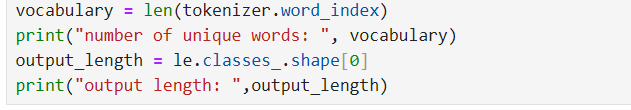 vocabulary = len(tokenizer.word_index)
print("number of unique words: ", vocabulary)
output_length = le.classes_.shape[0]
print("output length: ",output_length)